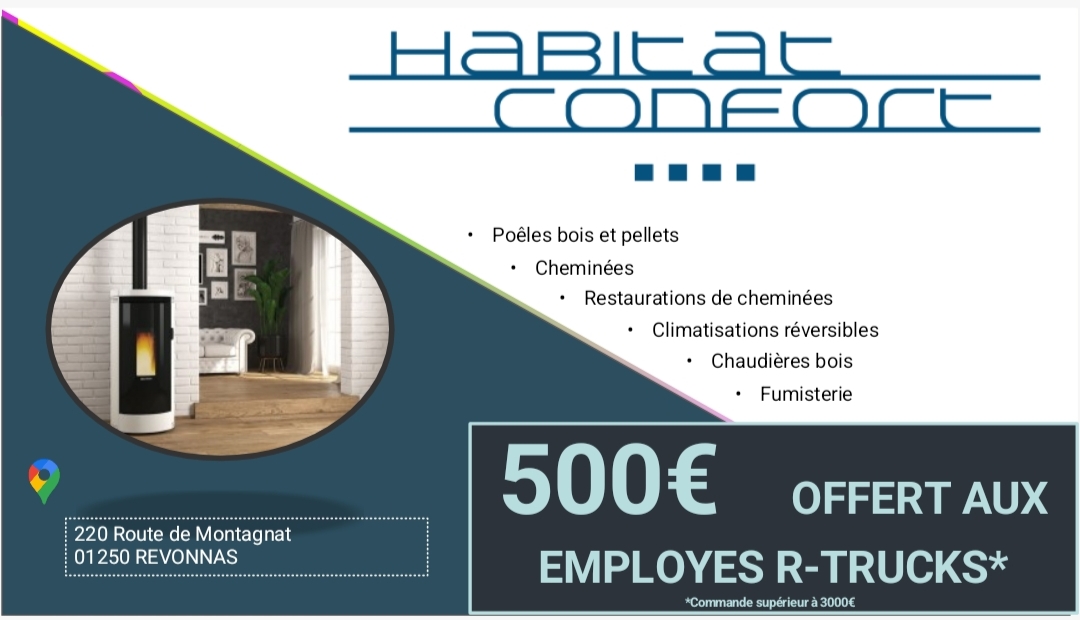 HABITAT
CONFORT
• Poêles bois et pellets
• Cheminées
• Restaurations de cheminées
• Climatisations réversibles
• Chaudières bois
• Fumisterie
220 Route de Montagnat
01250 REVONNAS
500€ OFFERT AUX
EMPLOYES R-TRUCKS*
*Commande supérieur à 3000€